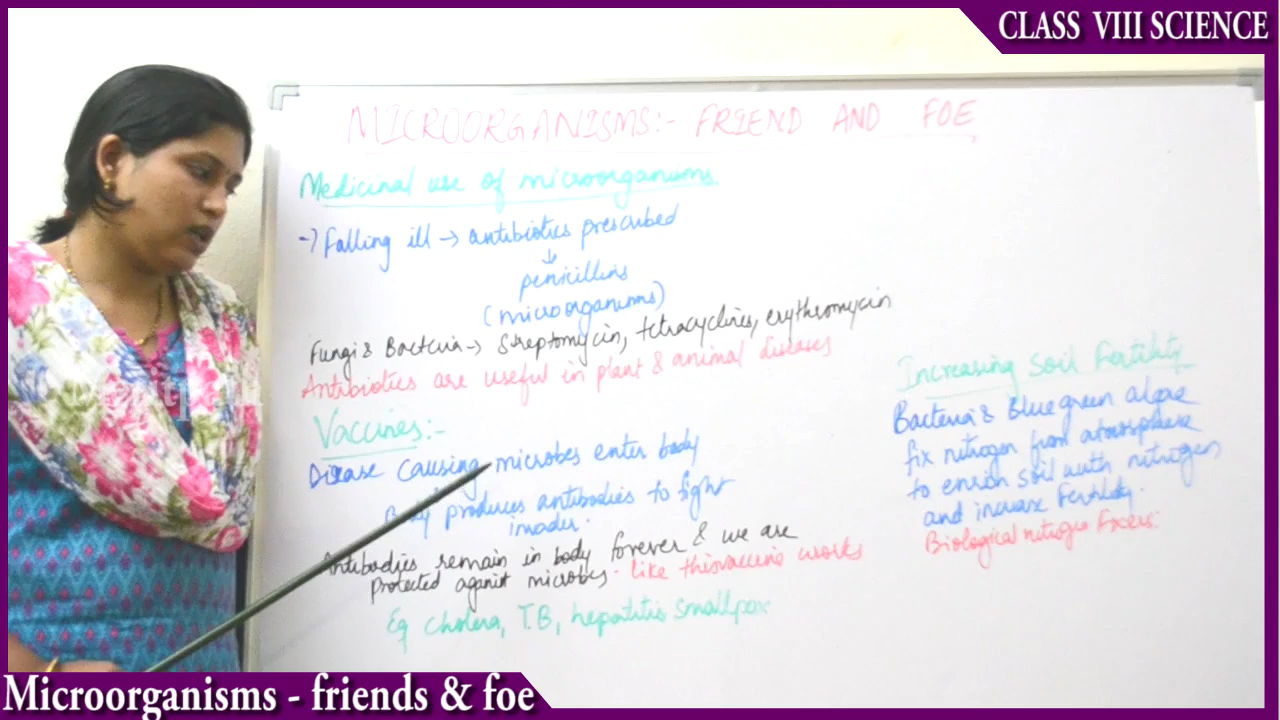 CLASS VIII SCIENCE
MICROORGANISMS:- FRIEND AND FOE
Medicinal use of microorganisms
-> Falling ill -> antibiotics prescribed
↓
penicillins
(microorganisms)
Fungi & Bacteria -> Streptomycin, tetracyclines, erythromycin
Antibiotics are useful in plant & animal diseases
Vaccines:-
Disease causing microbes enter body
Body produces antibodies to fight
invader.
Antibodies remain in body forever & we are
Protected against microbes. like this vaccine works
Eg cholera, T.B, hepatitis smallpox
Increasing Soil Fertility
Bacteria & Blue green algae
fix nitrogen from atmosphere
to enrich soil with nitrogen
and increase Fertility.
Biological nitrogen fixers:
Microorganisms - friends & foe